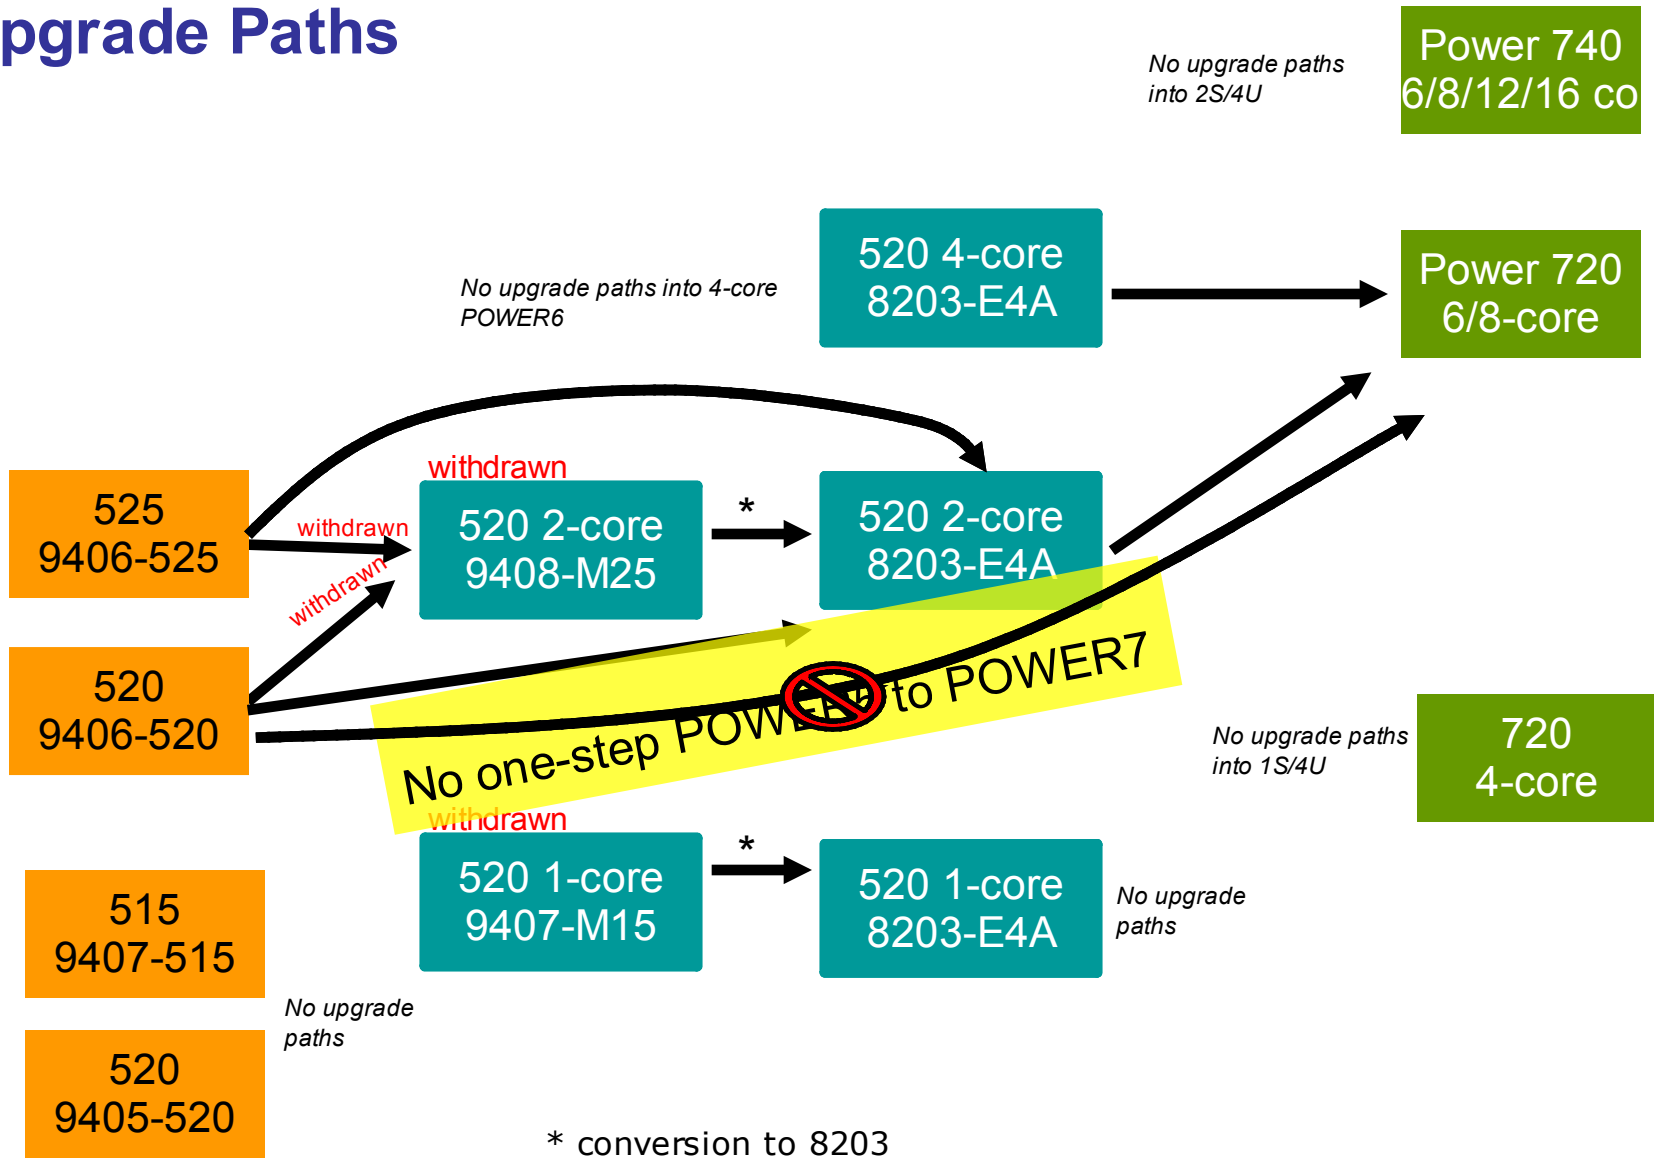 pgrade Paths
No upgrade paths
into 2S/4U
Power 740
6/8/12/16 co
No upgrade paths into 4-core
POWER6
520 4-core
8203-E4A
Power 720
6/8-core
525
9406-525
withdrawn
withdrawn
withdrawn
520 2-core
9408-M25
*
520 2-core
8203-E4A
520
9406-520
No one-step POWER5 to POWER7
No upgrade paths
into 1S/4U
720
4-core
withdrawn
520 1-core
9407-M15
*
520 1-core
8203-E4A
No upgrade
paths
515
9407-515
No upgrade
paths
520
9405-520
* conversion to 8203